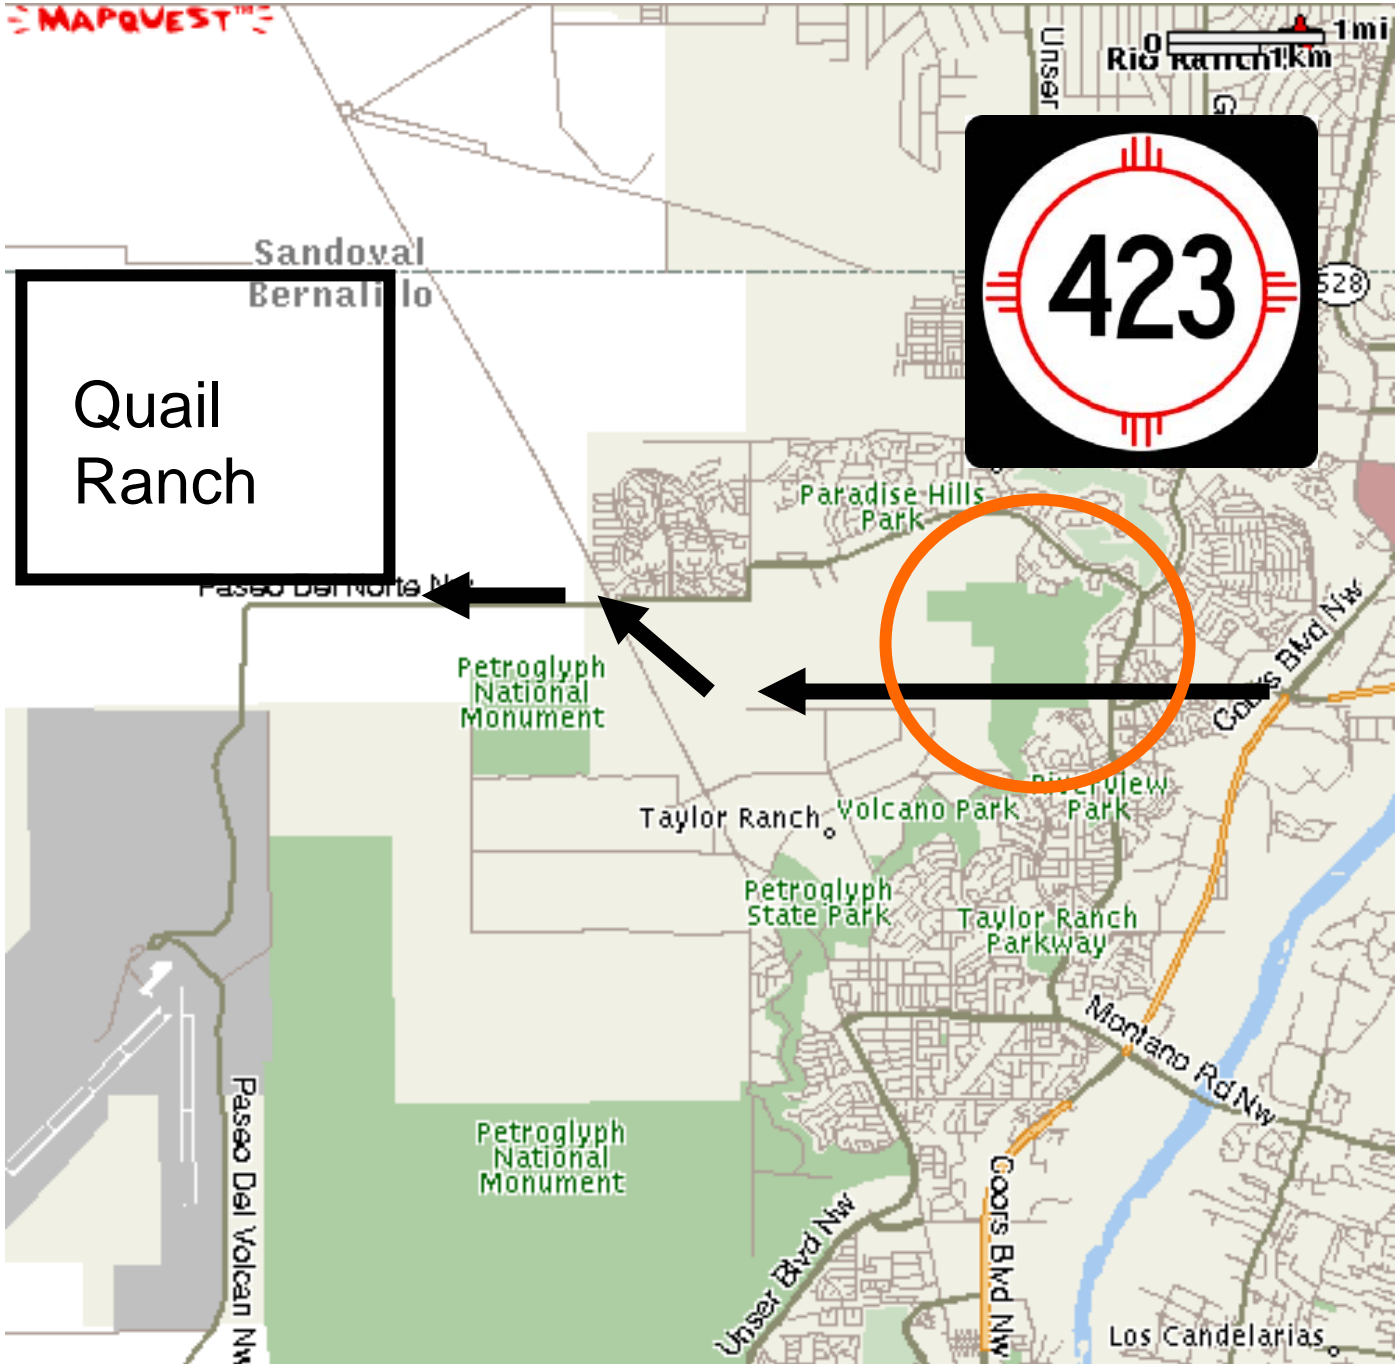 MAPQUEST™
0
1mi
1km
Rio Rancho
Unser
G
423
528
Sandoval
Bernalillo
Quail
Ranch
Paseo Del Norte Nw
Paradise Hills
Park
Coors Blvd Nw
Petroglyph
National
Monument
Riverview
Park
Taylor Ranch
Volcano Park
Petroglyph
State Park
Taylor Ranch
Parkway
Montano Rd Nw
Petroglyph
National
Monument
Paseo Del Volcan Nw
Unser Blvd Nw
Coors Blvd Nw
Los Candelarias